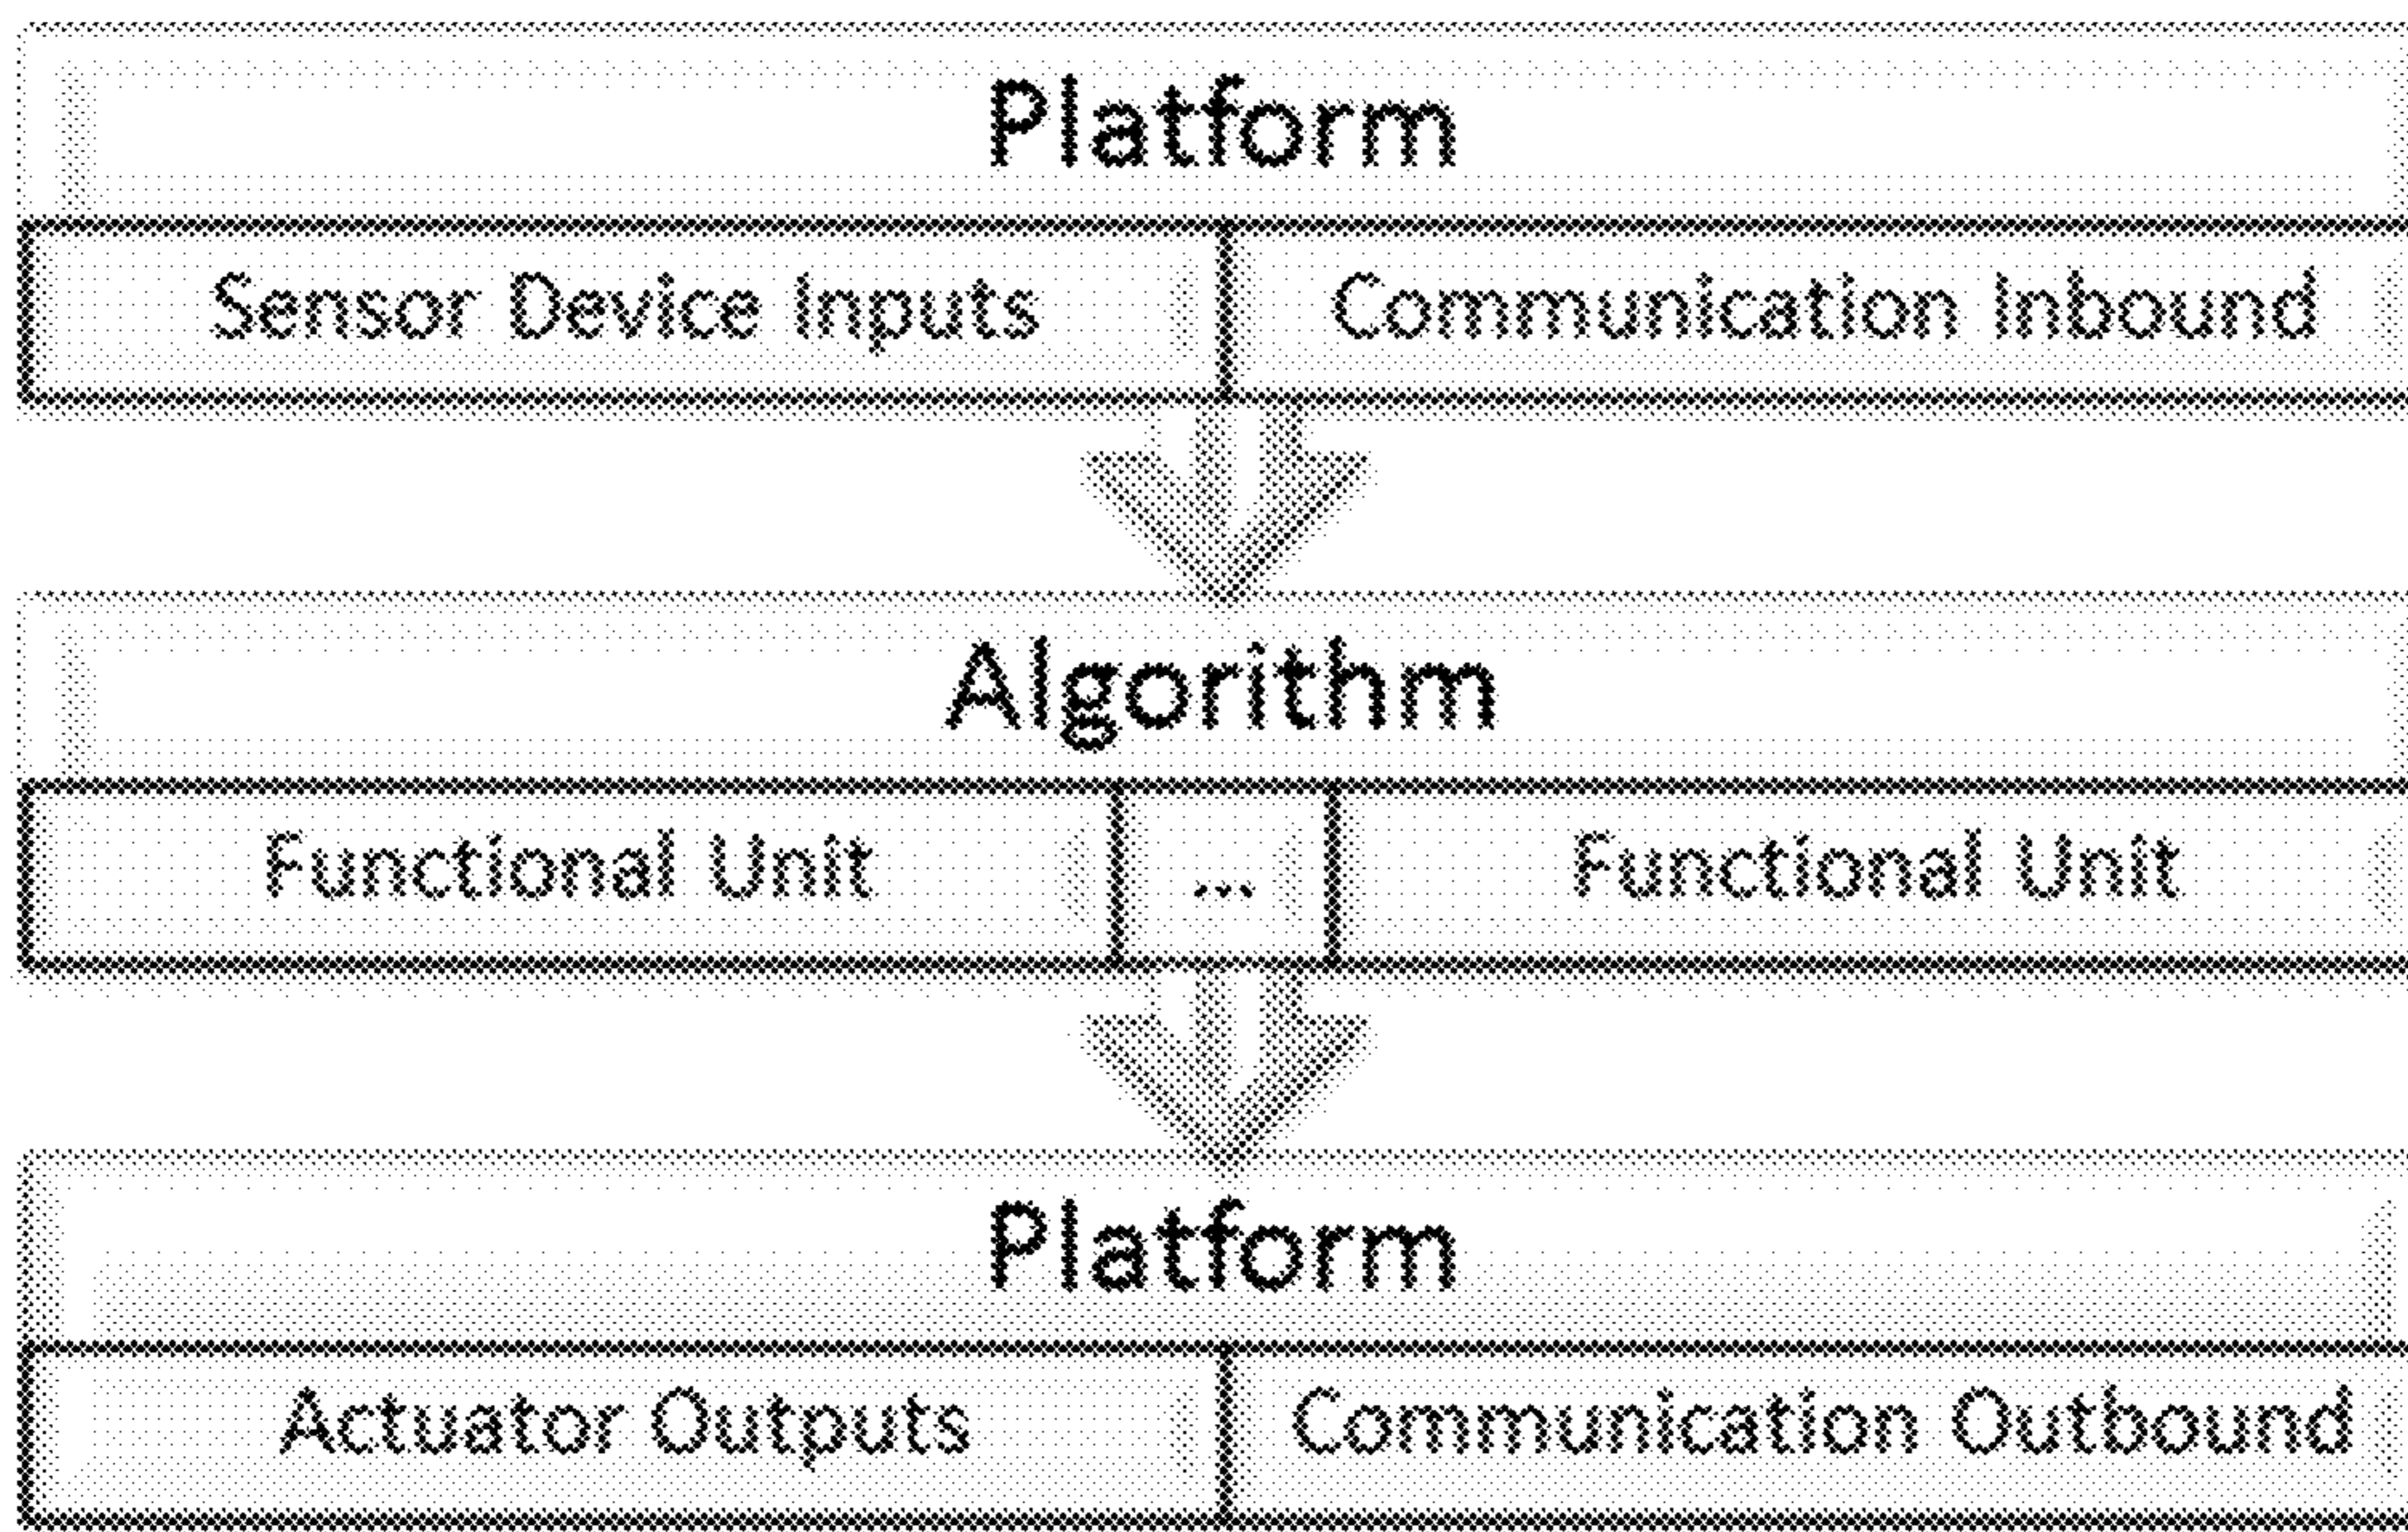 Platform
Sensor Device Inputs Communication Inbound
Algorithm
Functional Unit ... Functional Unit
Platform
Actuator Outputs Communication Outbound